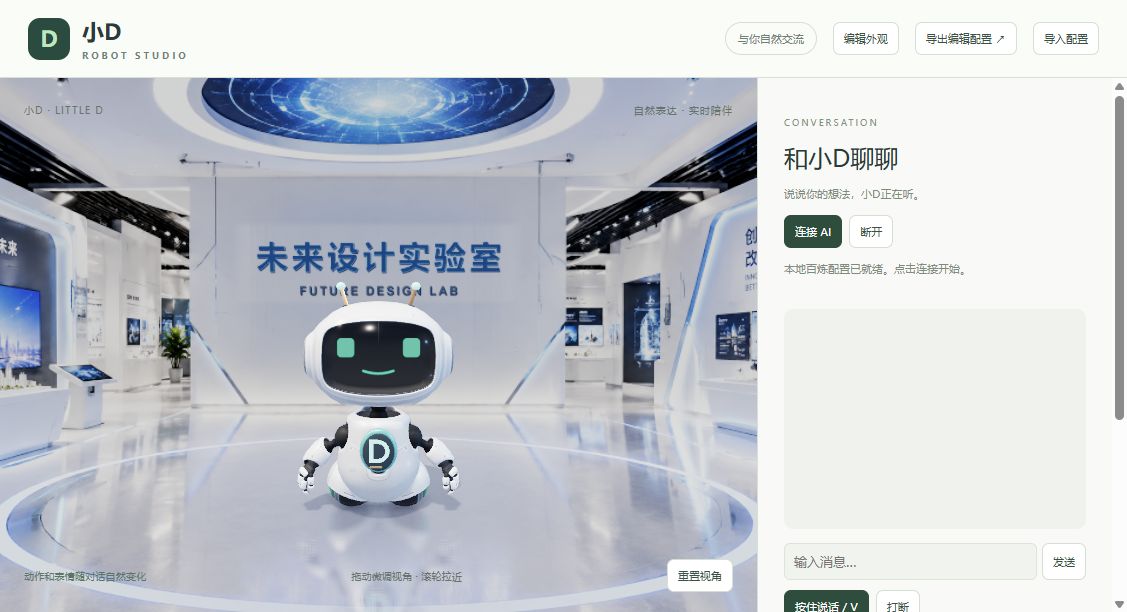 D
小D
ROBOT STUDIO
与你自然交流
编辑外观
导出编辑配置 ↗
导入配置
小D · LITTLE D
自然表达 · 实时陪伴
未来
未来设计实验室
FUTURE DESIGN LAB
D
动作和表情随对话自然变化
拖动微调视角 · 滚轮拉近
重置视角
CONVERSATION
和小D聊聊
说说你的想法，小D正在听。
连接 AI
断开
本地百炼配置已就绪。点击连接开始。
输入消息...
发送
按住说话 / V
打断